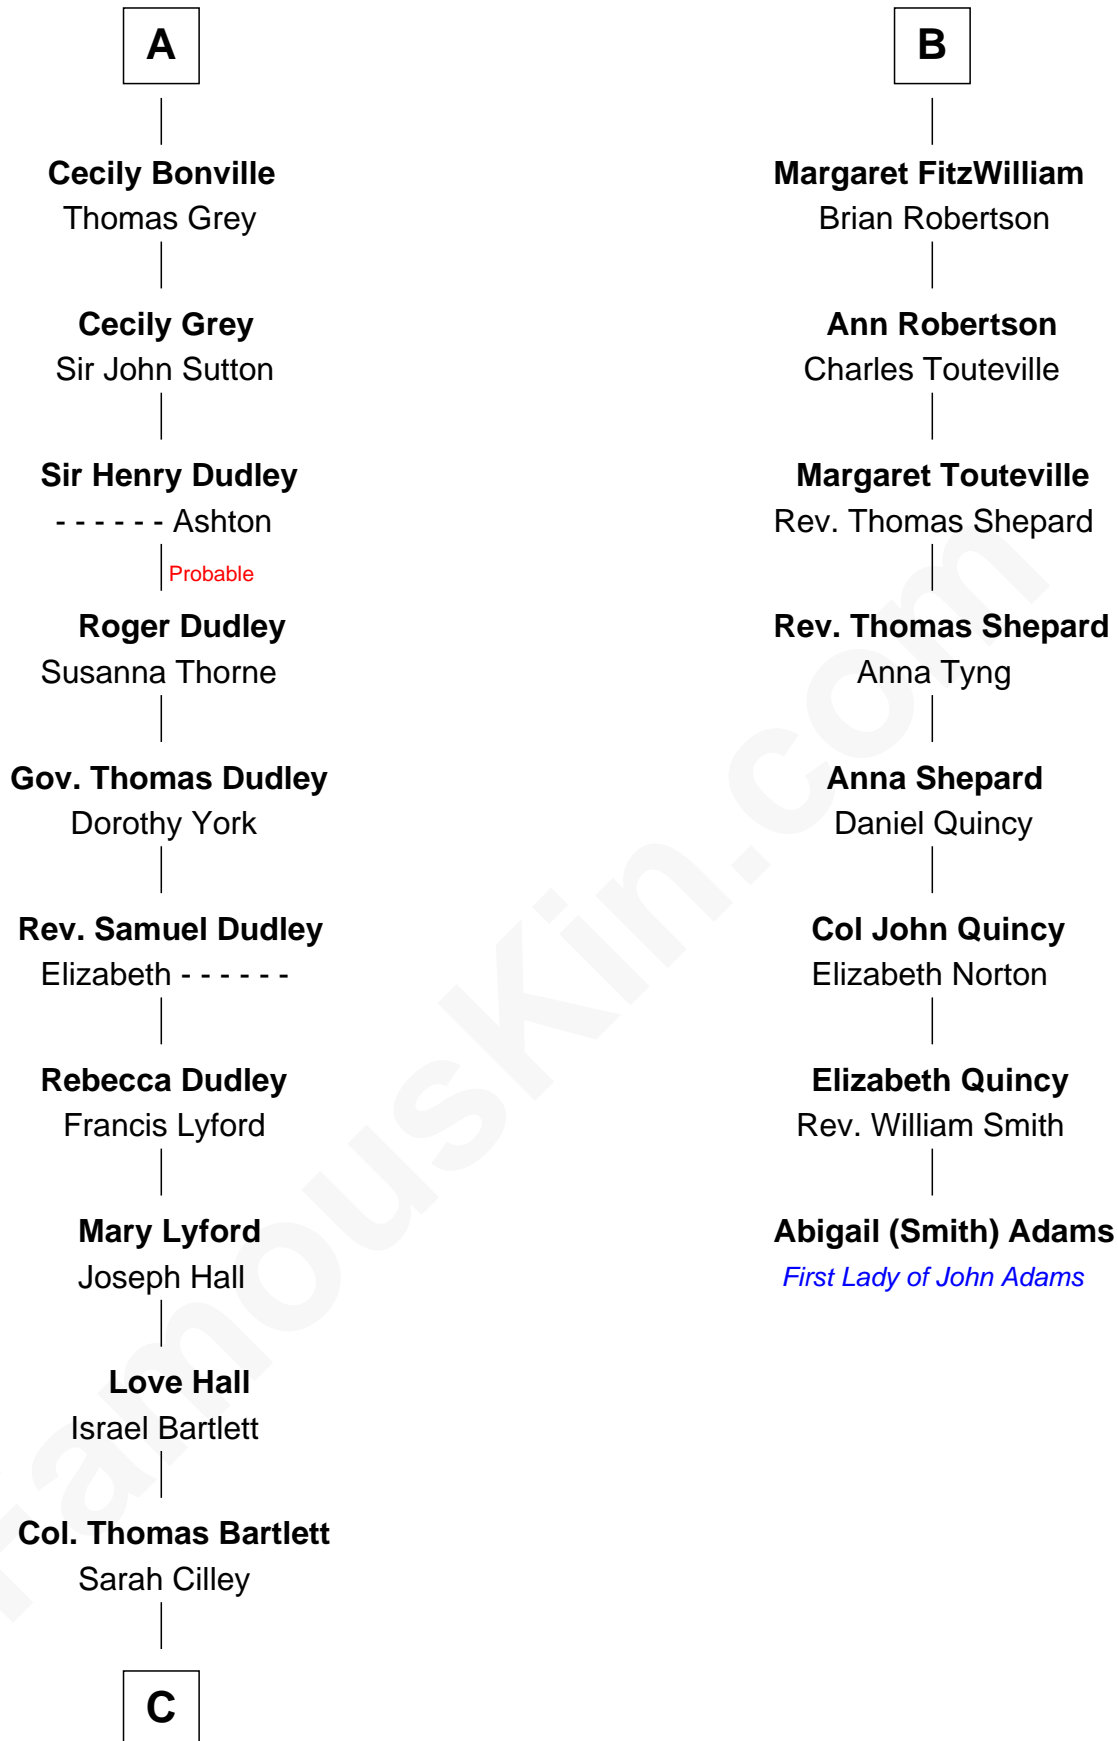 A
Cecily Bonville
Thomas Grey
Cecily Grey
Sir John Sutton
Sir Henry Dudley
- - - - - - Ashton
Probable
Roger Dudley
Susanna Thorne
Gov. Thomas Dudley
Dorothy York
Rev. Samuel Dudley
Elizabeth - - - - - -
Rebecca Dudley
Francis Lyford
Mary Lyford
Joseph Hall
Love Hall
Israel Bartlett
Col. Thomas Bartlett
Sarah Cilley
C
B
Margaret FitzWilliam
Brian Robertson
Ann Robertson
Charles Touteville
Margaret Touteville
Rev. Thomas Shepard
Rev. Thomas Shepard
Anna Tyng
Anna Shepard
Daniel Quincy
Col John Quincy
Elizabeth Norton
Elizabeth Quincy
Rev. William Smith
Abigail (Smith) Adams
First Lady of John Adams
FamousKin.com